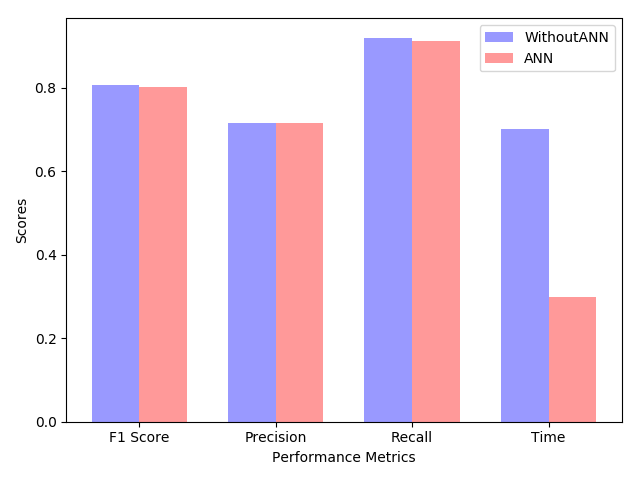 WithoutANN
ANN
0.8
0.6
0.4
0.2
0.0
Scores
F1 Score
Precision
Recall
Time
Performance Metrics